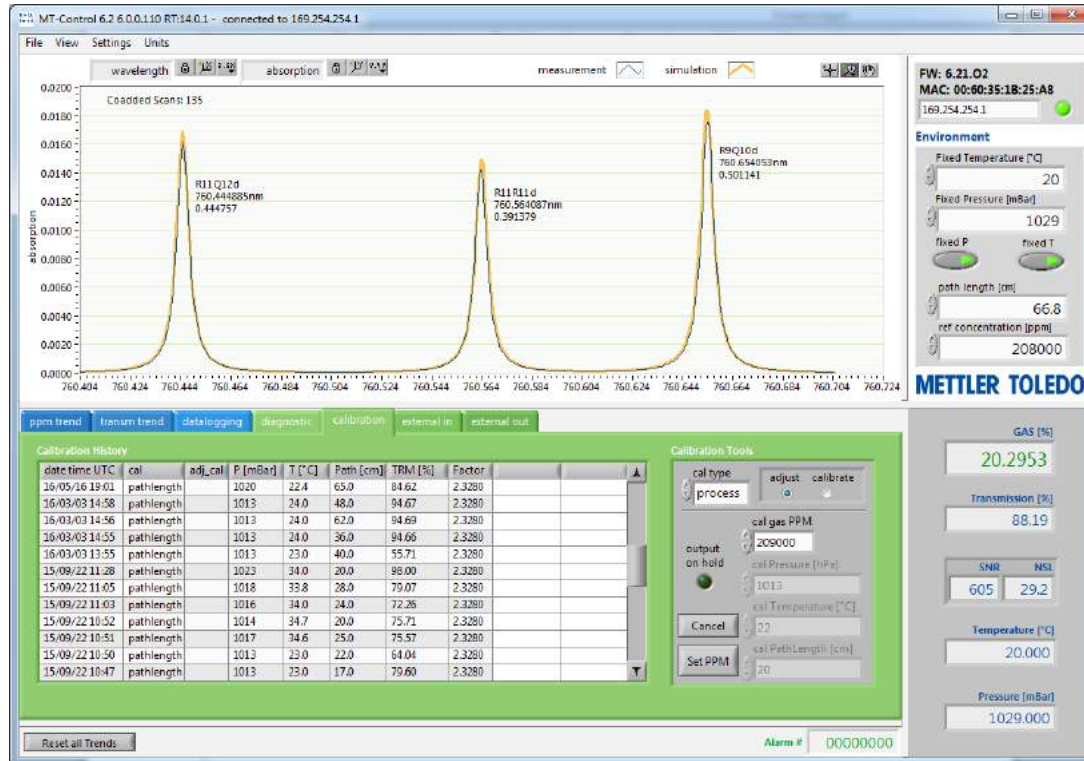 MT-Control 6.2 6.0.0.110 RT:14.0.1 - connected to 169.254.254.1
File View Settings Units
wavelength absorption measurement simulation
Coadded Scans: 135
absorption
0.0200
0.0180
0.0160
0.0140
0.0120
0.0100
0.0080
0.0060
0.0040
0.0020
0.0000
R11Q12d
760.444885nm
0.444757
R11R11d
760.564087nm
0.391379
R9Q10d
760.654053nm
0.501141
760.404 760.424 760.444 760.464 760.484 760.504 760.524 760.544 760.564 760.584 760.604 760.624 760.644 760.664 760.684 760.704 760.724
FW: 6.21.O2
MAC: 00:60:35:1B:25:A8
169.254.254.1
Environment
Fixed Temperature [°C]
20
Fixed Pressure [mBar]
1029
fixed P fixed T
path length [cm]
66.8
ref concentration [ppm]
208000
METTLER TOLEDO
ppm trend transm trend datalogging diagnostic calibration external in external out
Calibration History
date time UTC cal adj_cal P [mBar] T [°C] Path [cm] TRM [%] Factor
16/05/16 19:01 pathlength 1020 22.4 65.0 84.62 2.3280
16/03/03 14:58 pathlength 1013 24.0 48.0 94.67 2.3280
16/03/03 14:56 pathlength 1013 24.0 62.0 94.69 2.3280
16/03/03 14:55 pathlength 1013 24.0 36.0 94.66 2.3280
16/03/03 13:55 pathlength 1013 23.0 40.0 55.71 2.3280
15/09/22 11:28 pathlength 1023 34.0 20.0 98.00 2.3280
15/09/22 11:05 pathlength 1018 33.8 28.0 79.07 2.3280
15/09/22 11:03 pathlength 1016 34.0 24.0 72.26 2.3280
15/09/22 10:52 pathlength 1014 34.7 20.0 75.71 2.3280
15/09/22 10:51 pathlength 1017 34.6 25.0 75.57 2.3280
15/09/22 10:50 pathlength 1013 23.0 22.0 64.04 2.3280
15/09/22 10:47 pathlength 1013 23.0 17.0 79.60 2.3280
Calibration Tools
cal type
process
adjust calibrate
cal gas PPM
209000
output on hold
cal Pressure [hPa]
1013
cal Temperature [°C]
22
Cancel
cal PathLength [cm]
20
Set PPM
GAS [%]
20.2953
Transmission [%]
88.19
SNR NSL
605 29.2
Temperature [°C]
20.000
Pressure [mBar]
1029.000
Reset all Trends
Alarm # 00000000